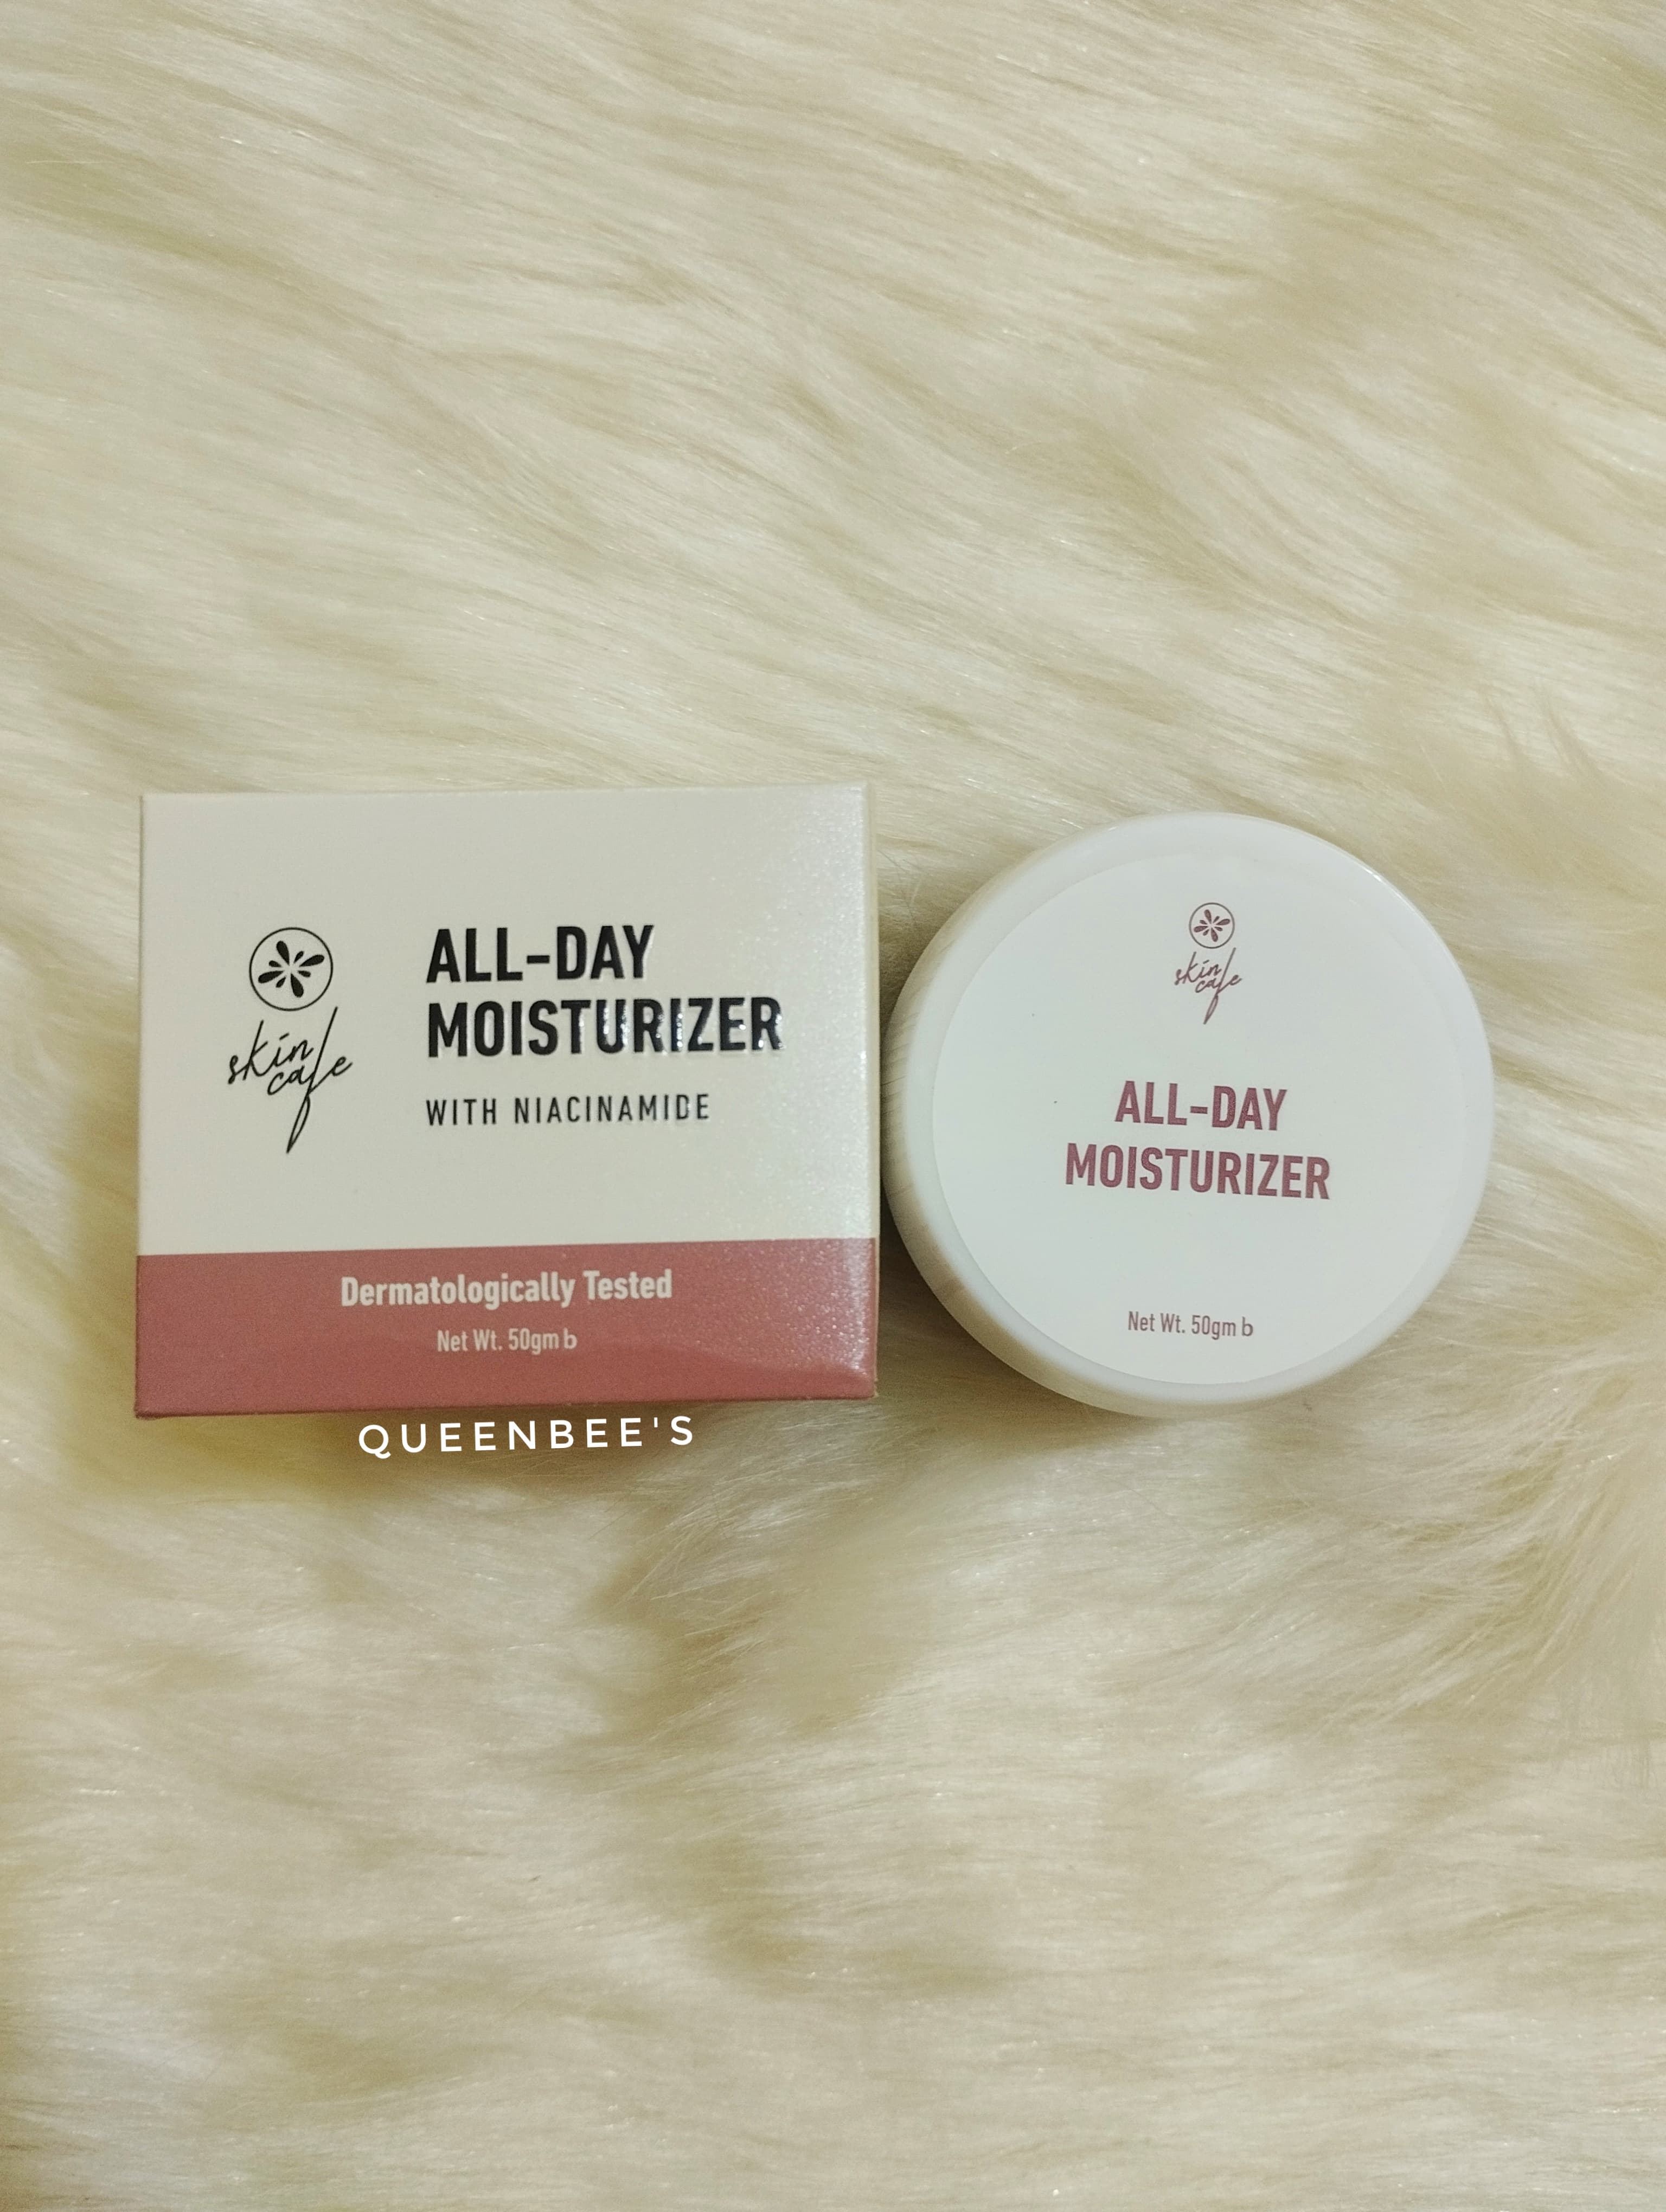 skin
cafe
ALL-DAY
MOISTURIZER
WITH NIACINAMIDE
Dermatologically Tested
Net Wt. 50gm b
QUEENBEE'S
skin
cafe
ALL-DAY
MOISTURIZER
Net Wt. 50gm b